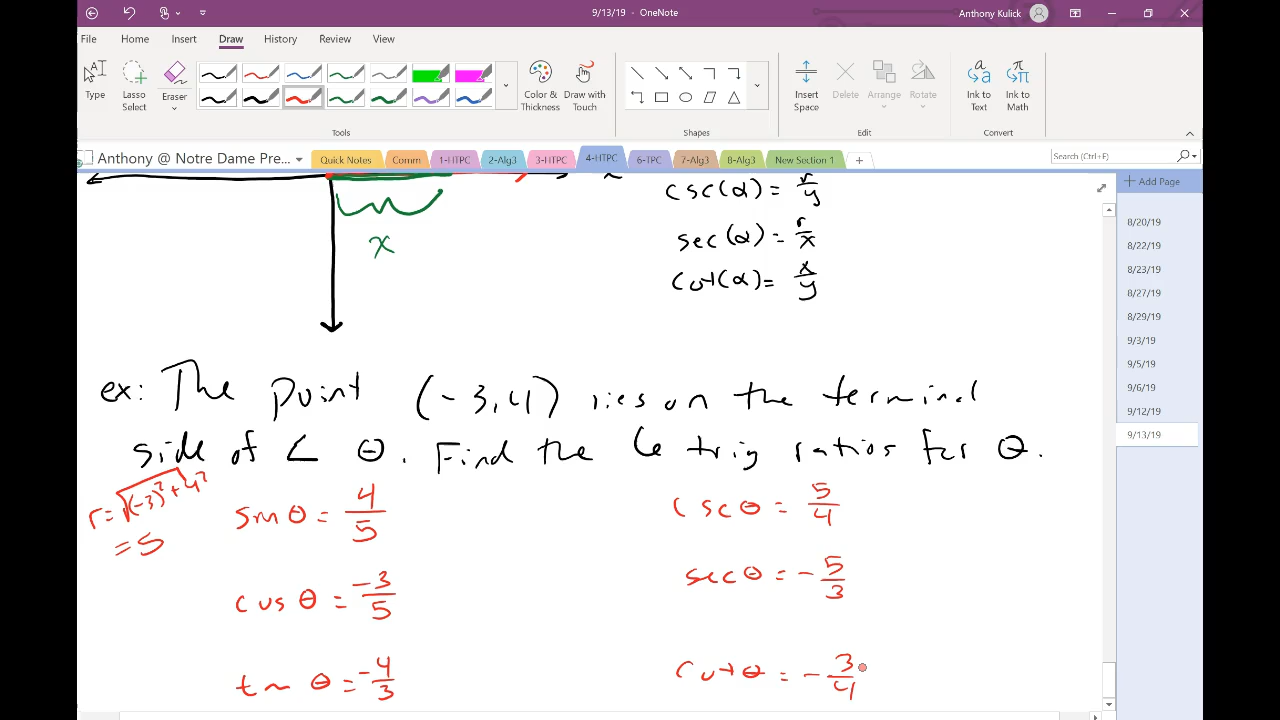 9/13/19 - OneNote
Anthony Kulick
File Home Insert Draw History Review View
Type
Lasso Select
Eraser
Color & Thickness
Draw with Touch
Insert Space
Delete
Arrange
Rotate
Ink to Text
Ink to Math
Tools
Shapes
Edit
Convert
Anthony @ Notre Dame Pre...
Quick Notes Comm 1-HTPC 2-Alg3 3-HTPC 4-HTPC 6-TPC 7-Alg3 8-Alg3 New Section 1 +
Search (Ctrl+F)
+ Add Page
8/20/19
8/22/19
8/23/19
8/27/19
8/29/19
9/3/19
9/5/19
9/6/19
9/12/19
9/13/19
x
csc(α) = r/y
sec(α) = r/x
cot(α) = x/y
ex: The point (-3,4) lies on the terminal
side of ∠ θ. Find the 6 trig ratios for θ.
r = √(-3)² + 4²
= 5
sin θ = 4/5
csc θ = 5/4
cos θ = -3/5
sec θ = -5/3
tan θ = -4/3
cot θ = -3/4